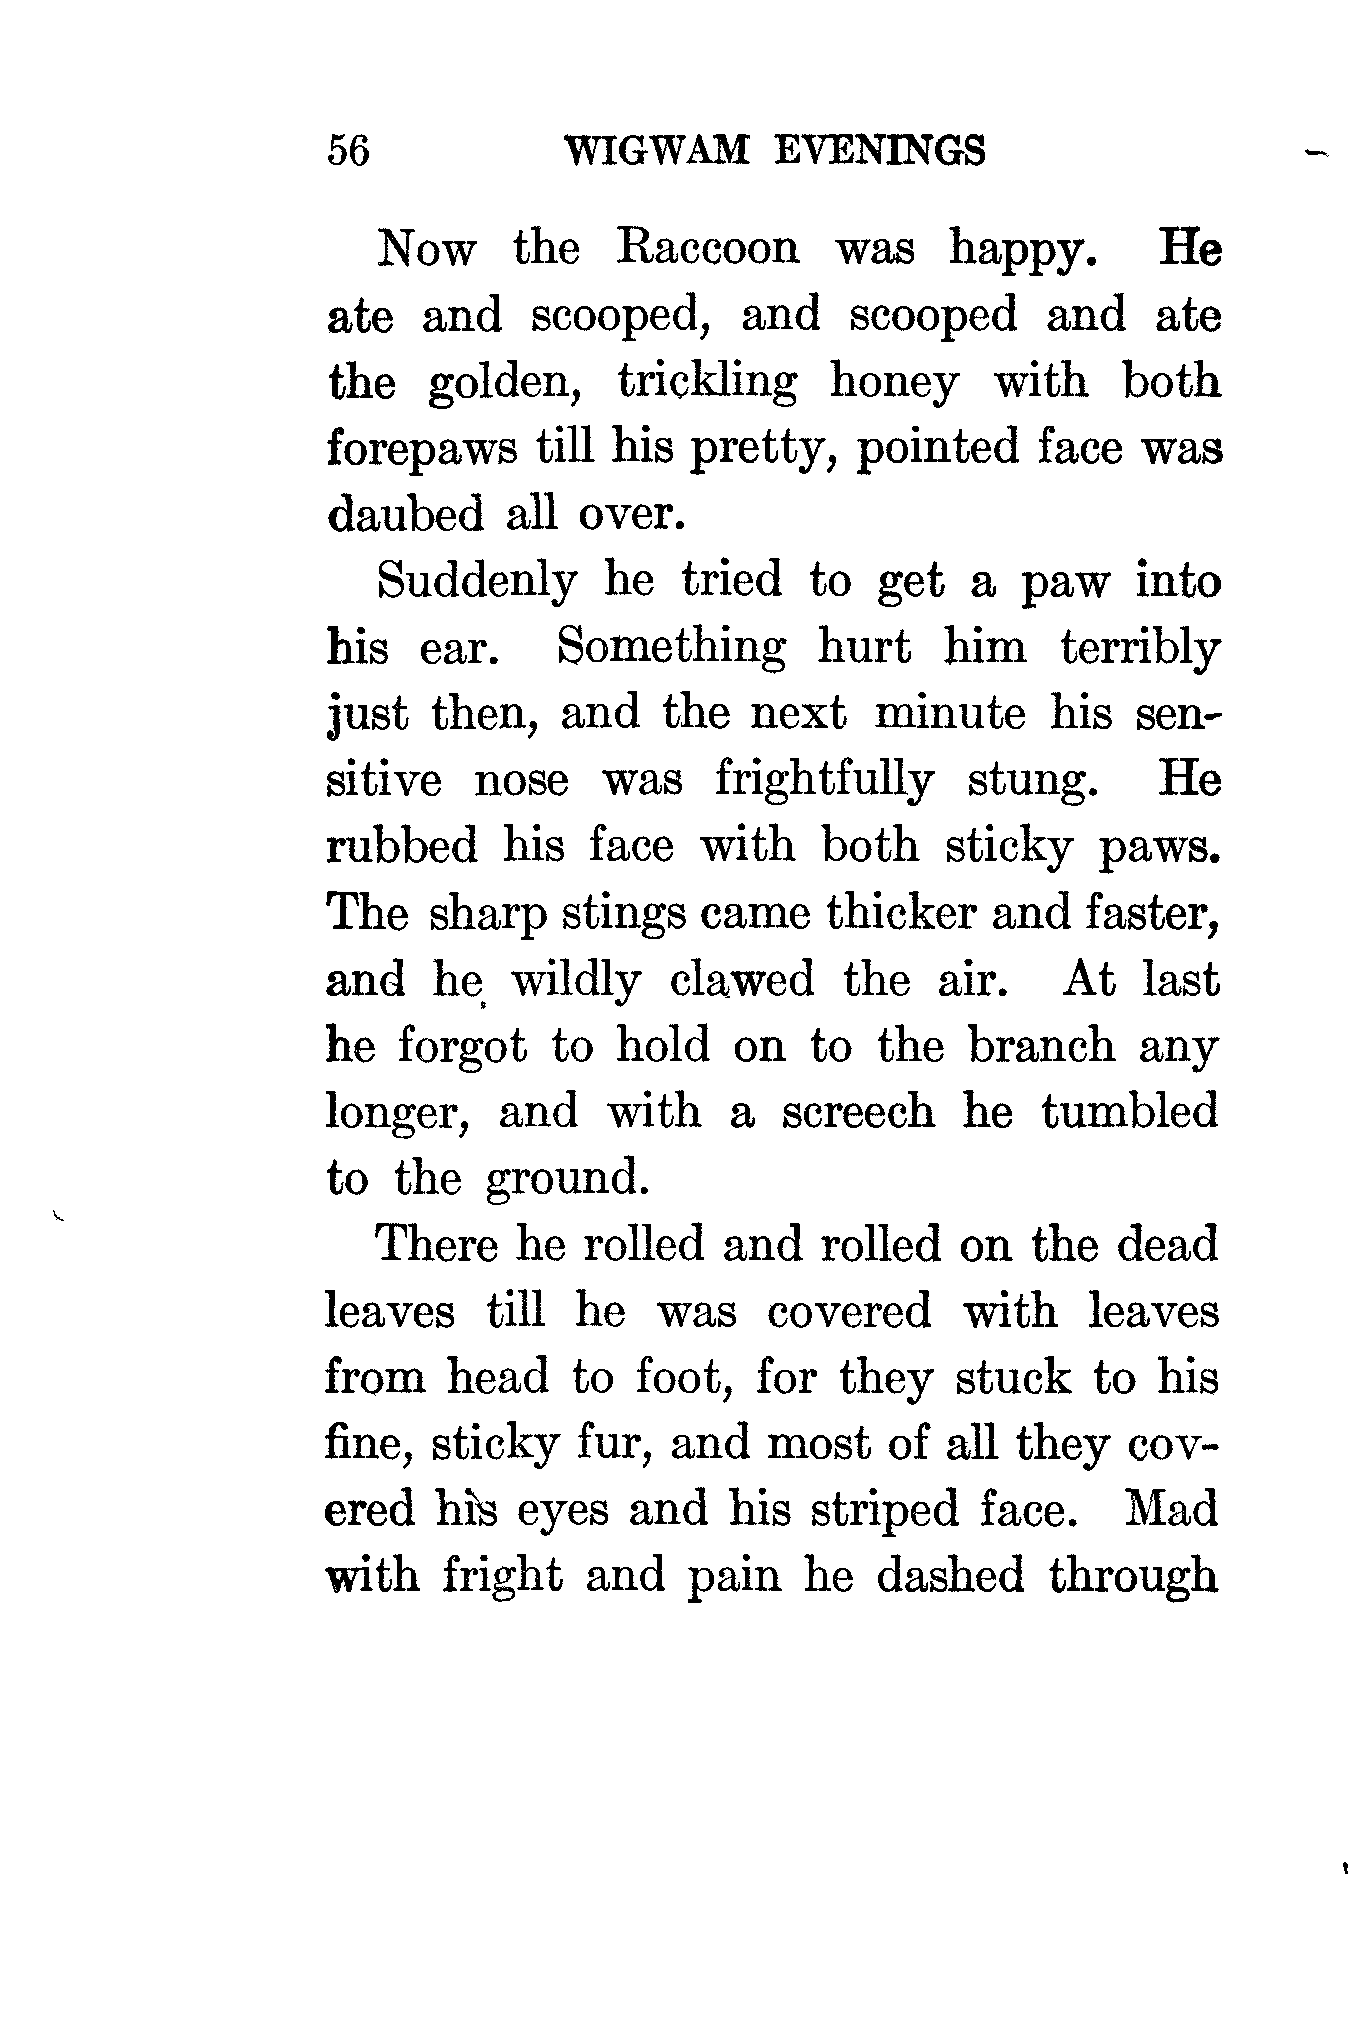 56 WIGWAM EVENINGS
Now the Raccoon was happy. He
ate and scooped, and scooped and ate
the golden, trickling honey with both
forepaws till his pretty, pointed face was
daubed all over.
Suddenly he tried to get a paw into
his ear. Something hurt him terribly
just then, and the next minute his sen-
sitive nose was frightfully stung. He
rubbed his face with both sticky paws.
The sharp stings came thicker and faster,
and he wildly clawed the air. At last
he forgot to hold on to the branch any
longer, and with a screech he tumbled
to the ground.
There he rolled and rolled on the dead
leaves till he was covered with leaves
from head to foot, for they stuck to his
fine, sticky fur, and most of all they cov-
ered his eyes and his striped face. Mad
with fright and pain he dashed through